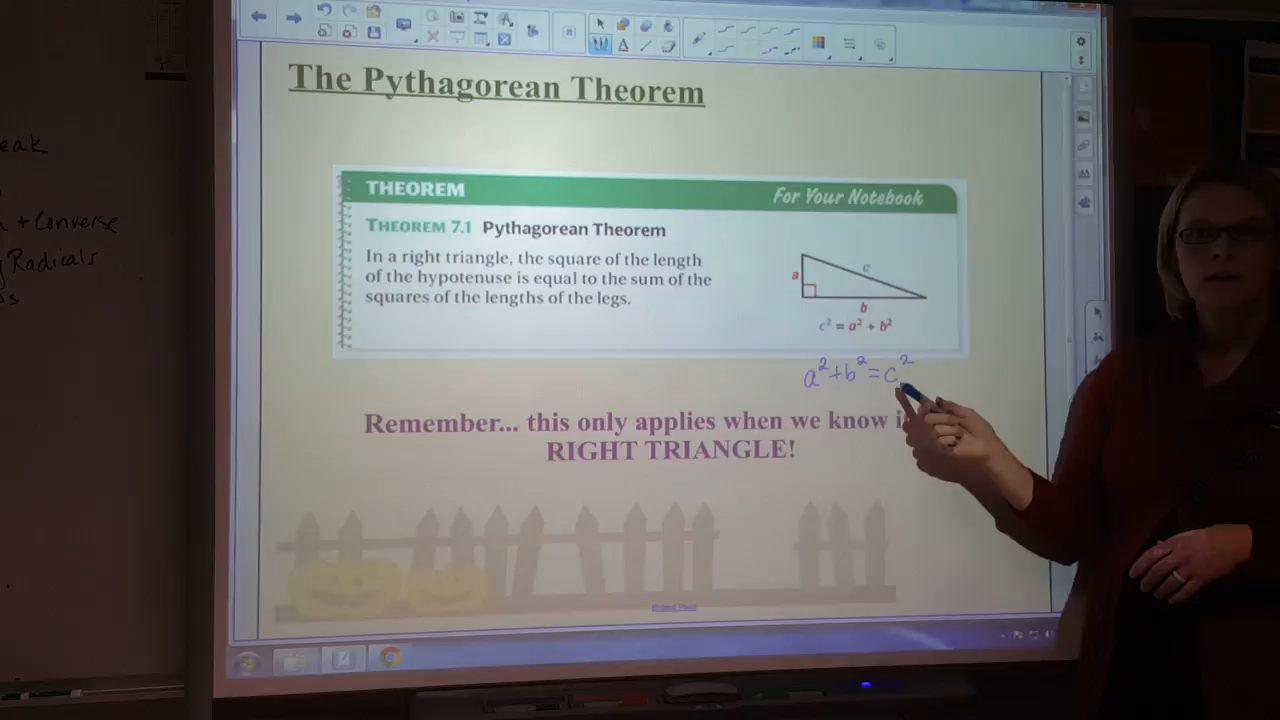 eak
+ Converse
Radicals
The Pythagorean Theorem
THEOREM
For Your Notebook
THEOREM 7.1 Pythagorean Theorem
In a right triangle, the square of the length
of the hypotenuse is equal to the sum of the
squares of the lengths of the legs.
a
c
b
c² = a² + b²
a²+b²=c²
Remember... this only applies when we know i
RIGHT TRIANGLE!